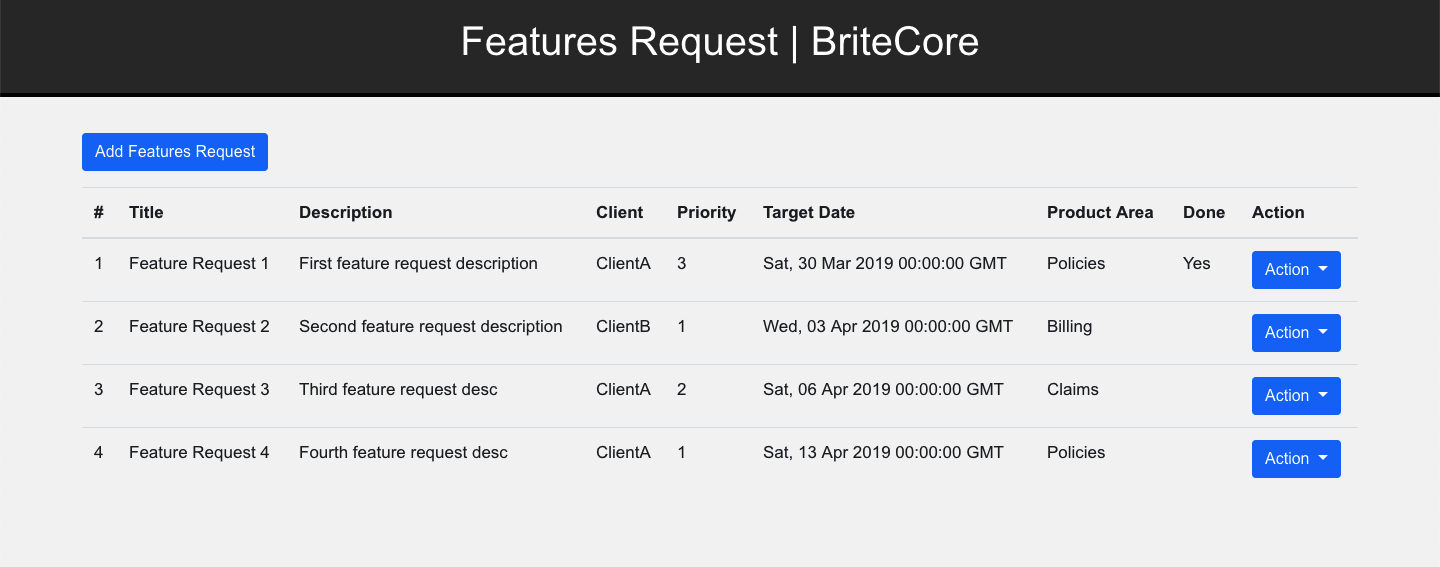 Features Request | BriteCore
Add Features Request
# Title Description Client Priority Target Date Product Area Done Action
1 Feature Request 1 First feature request description ClientA 3 Sat, 30 Mar 2019 00:00:00 GMT Policies Yes Action
2 Feature Request 2 Second feature request description ClientB 1 Wed, 03 Apr 2019 00:00:00 GMT Billing Action
3 Feature Request 3 Third feature request desc ClientA 2 Sat, 06 Apr 2019 00:00:00 GMT Claims Action
4 Feature Request 4 Fourth feature request desc ClientA 1 Sat, 13 Apr 2019 00:00:00 GMT Policies Action